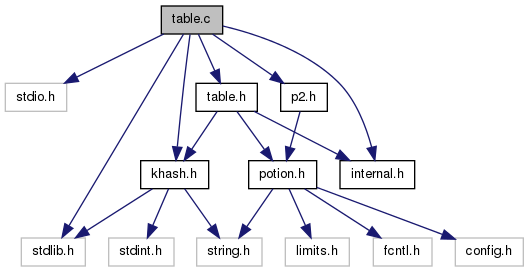 table.c
stdio.h
table.h
p2.h
khash.h
potion.h
internal.h
stdlib.h
stdint.h
string.h
limits.h
fcntl.h
config.h